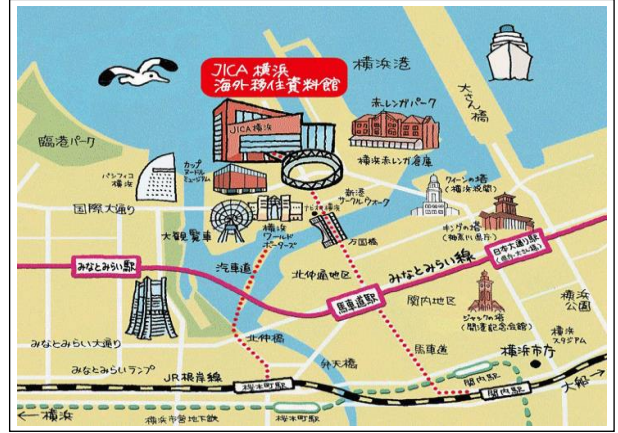 JICA 横浜
海外移住資料館
横浜港
大さん橋
赤レンガパーク
JICA横浜
横浜赤レンガ倉庫
臨港パーク
パシフィコ
横浜
カップ
ヌードル
ミュージアム
新港
サークルウォーク
クイーンの塔
(横浜税関)
国際大通り
大観覧車
横浜
ワールド
ポーターズ
万国橋
キングの塔
(神奈川県庁)
日本大通り駅
(県庁・大さん橋)
みなとみらい線
みなとみらい駅
汽車道
北仲通地区
馬車道駅
関内地区
横浜
公園
ジャックの塔
(開港記念会館)
横浜
スタジアム
みなとみらい大通り
北仲橋
弁天橋
馬車道
横浜市庁
みなとみらいランプ
JR根岸線
桜木町駅
関内駅
関内駅
大船
横浜
横浜市営地下鉄
桜木町駅